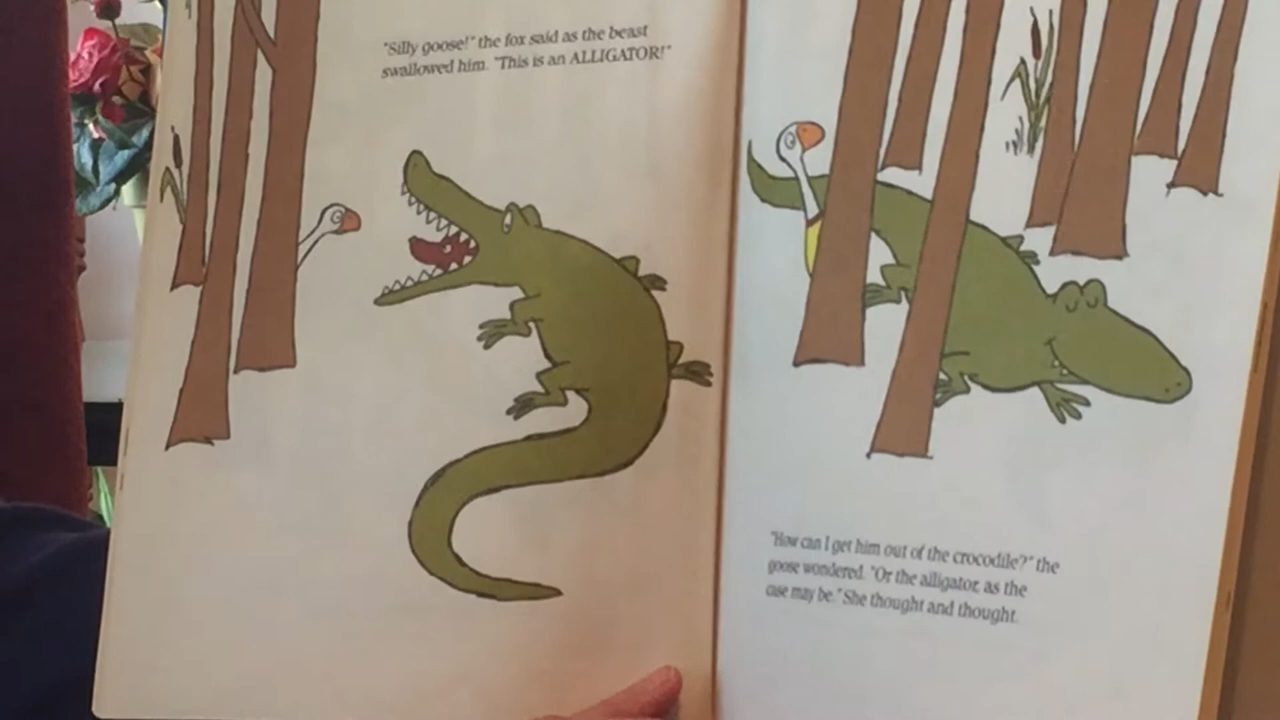 "Silly goose!" the fox said as the beast
swallowed him. "This is an ALLIGATOR!"
"How can I get him out of the crocodile?" the
goose wondered. "Or the alligator, as the
case may be." She thought and thought.